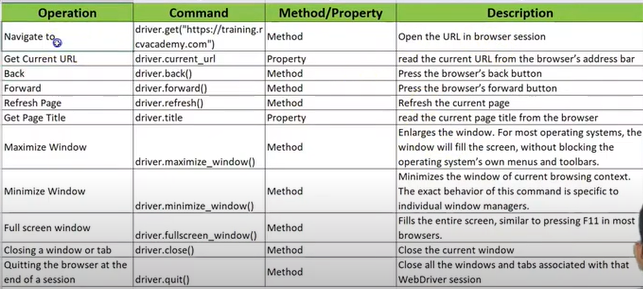 Operation Command Method/Property Description
Navigate to driver.get("https://training.r
cvacademy.com") Method Open the URL in browser session
Get Current URL driver.current_url Property read the current URL from the browser's address bar
Back driver.back() Method Press the browser's back button
Forward driver.forward() Method Press the browser's forward button
Refresh Page driver.refresh() Method Refresh the current page
Get Page Title driver.title Property read the current page title from the browser
Maximize Window driver.maximize_window() Method Enlarges the window. For most operating systems, the
window will fill the screen, without blocking the
operating system's own menus and toolbars.
Minimize Window driver.minimize_window() Method Minimizes the window of current browsing context.
The exact behavior of this command is specific to
individual window managers.
Full screen window driver.fullscreen_window() Method Fills the entire screen, similar to pressing F11 in most
browsers.
Closing a window or tab driver.close() Method Close the current window
Quitting the browser at the
end of a session driver.quit() Method Close all the windows and tabs associated with that
WebDriver session